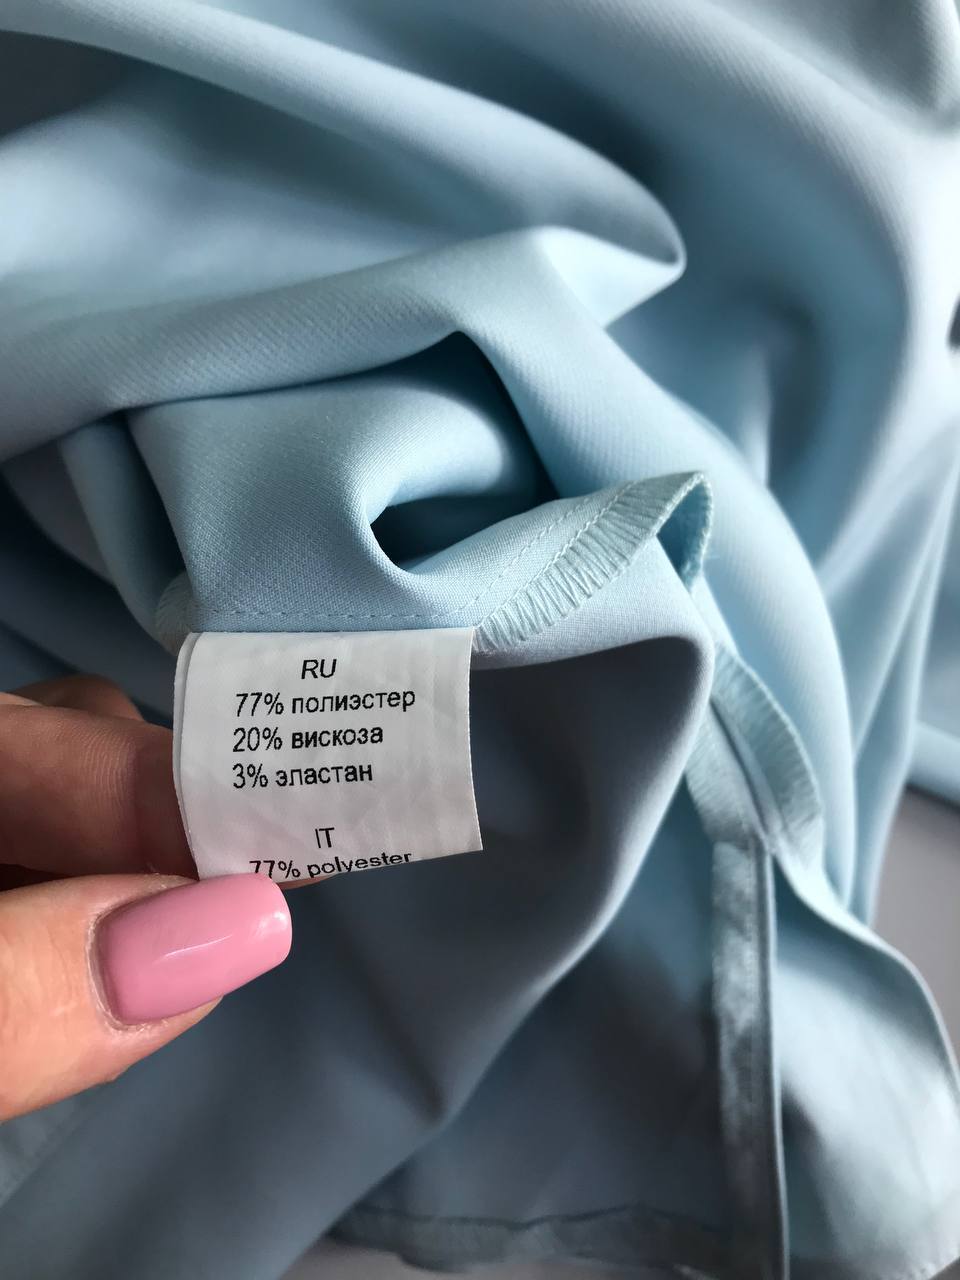 RU
77% полиэстер
20% вискоза
3% эластан
IT
77% polyester